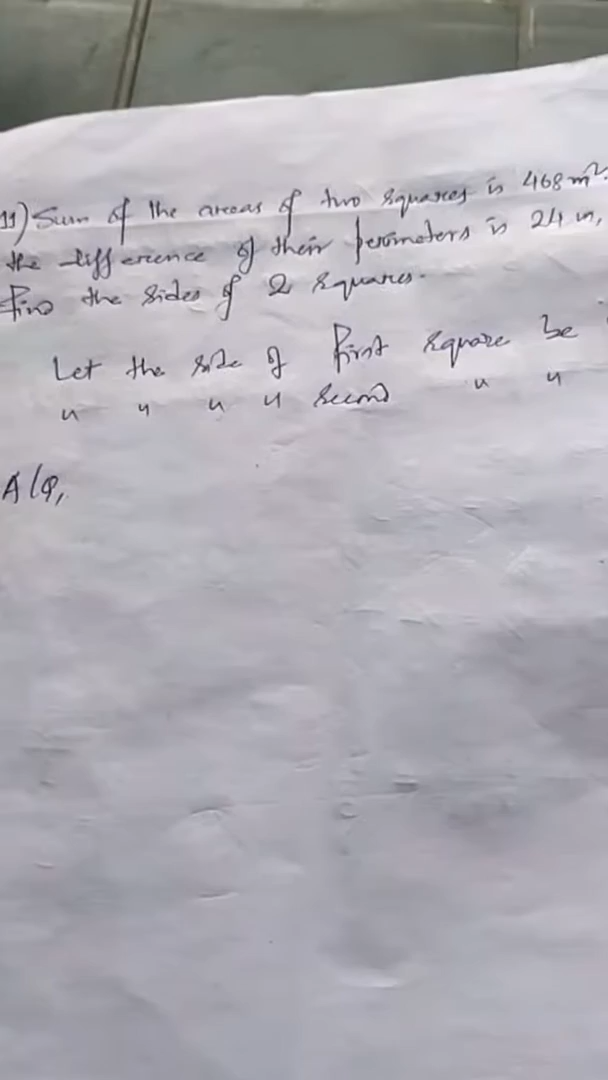 11) Sum of the areas of two squares is 468 m².
the difference of their perimeters is 24 m,
Find the sides of 2 squares.
Let the side of first square be
" " " " second " "
A/Q,